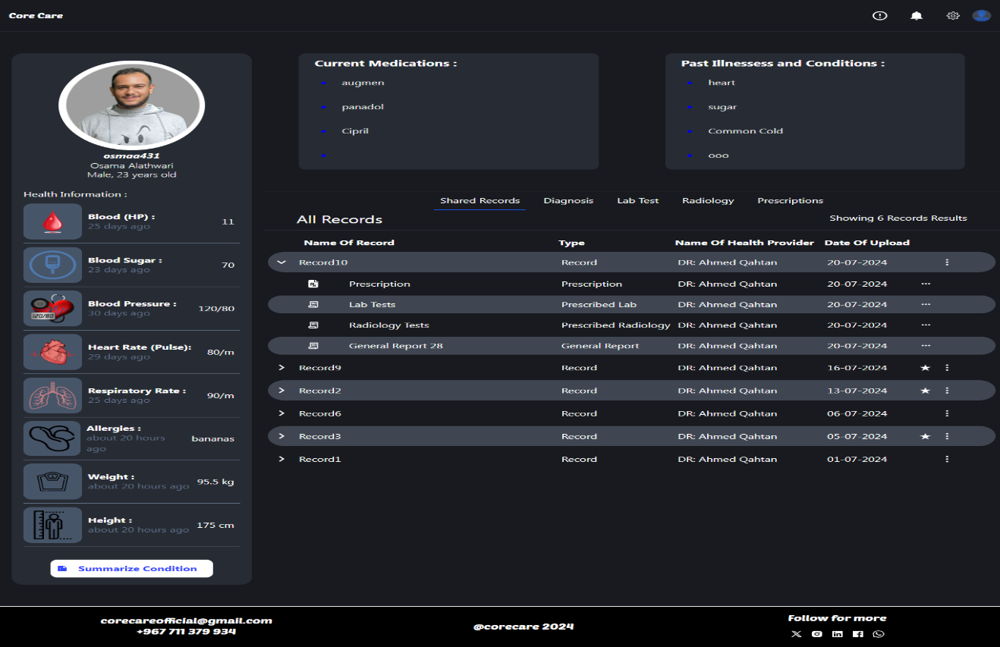 Core Care
osmaa431
Osama Alathwari
Male, 23 years old
Health Information :
Blood (HP) :
25 days ago
11
Blood Sugar :
23 days ago
70
120/80
Blood Pressure :
30 days ago
120/80
Heart Rate (Pulse):
29 days ago
80/m
Respiratory Rate :
25 days ago
90/m
Allergies :
about 20 hours
ago
bananas
Weight :
about 20 hours ago
95.5 kg
Height :
about 20 hours ago
175 cm
Summarize Condition
Current Medications :
augmen
panadol
Cipril
Past Illnessess and Conditions :
heart
sugar
Common Cold
ooo
Shared Records Diagnosis Lab Test Radiology Prescriptions
All Records Showing 6 Records Results
Name Of Record Type Name Of Health Provider Date Of Upload
Record10 Record DR: Ahmed Qahtan 20-07-2024
Prescription Prescription DR: Ahmed Qahtan 20-07-2024
Lab Tests Prescribed Lab DR: Ahmed Qahtan 20-07-2024
Radiology Tests Prescribed Radiology DR: Ahmed Qahtan 20-07-2024
General Report 28 General Report DR: Ahmed Qahtan 20-07-2024
Record9 Record DR: Ahmed Qahtan 16-07-2024
Record2 Record DR: Ahmed Qahtan 13-07-2024
Record6 Record DR: Ahmed Qahtan 06-07-2024
Record3 Record DR: Ahmed Qahtan 05-07-2024
Record1 Record DR: Ahmed Qahtan 01-07-2024
corecareofficial@gmail.com
+967 711 379 934
@corecare 2024
Follow for more